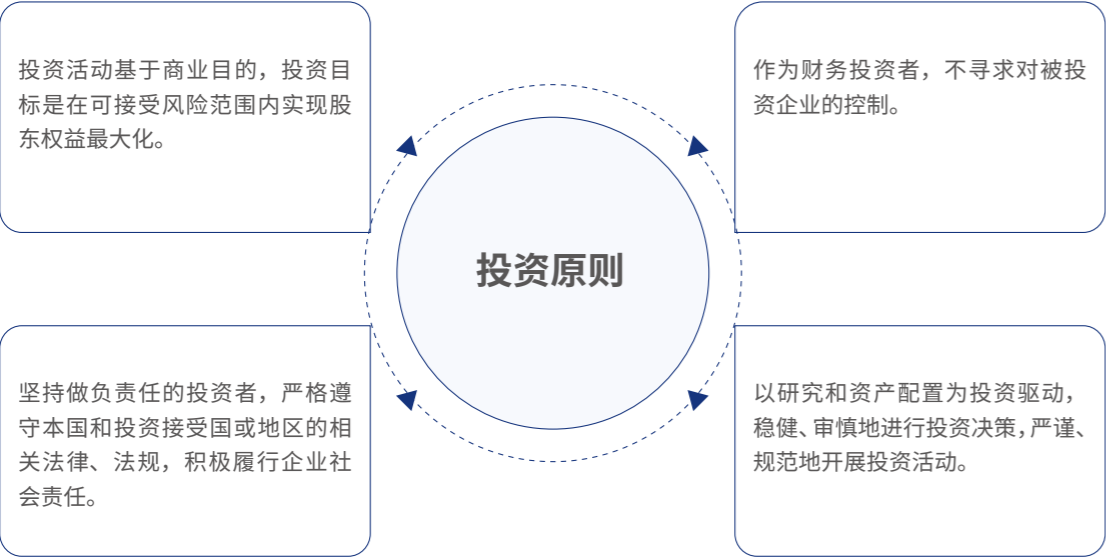 投资活动基于商业目的，投资目
标是在可接受风险范围内实现股
东权益最大化。
作为财务投资者，不寻求对被投
资企业的控制。
投资原则
坚持做负责任的投资者，严格遵
守本国和投资接受国或地区的相
关法律、法规，积极履行企业社
会责任。
以研究和资产配置为投资驱动，
稳健、审慎地进行投资决策，严谨、
规范地开展投资活动。